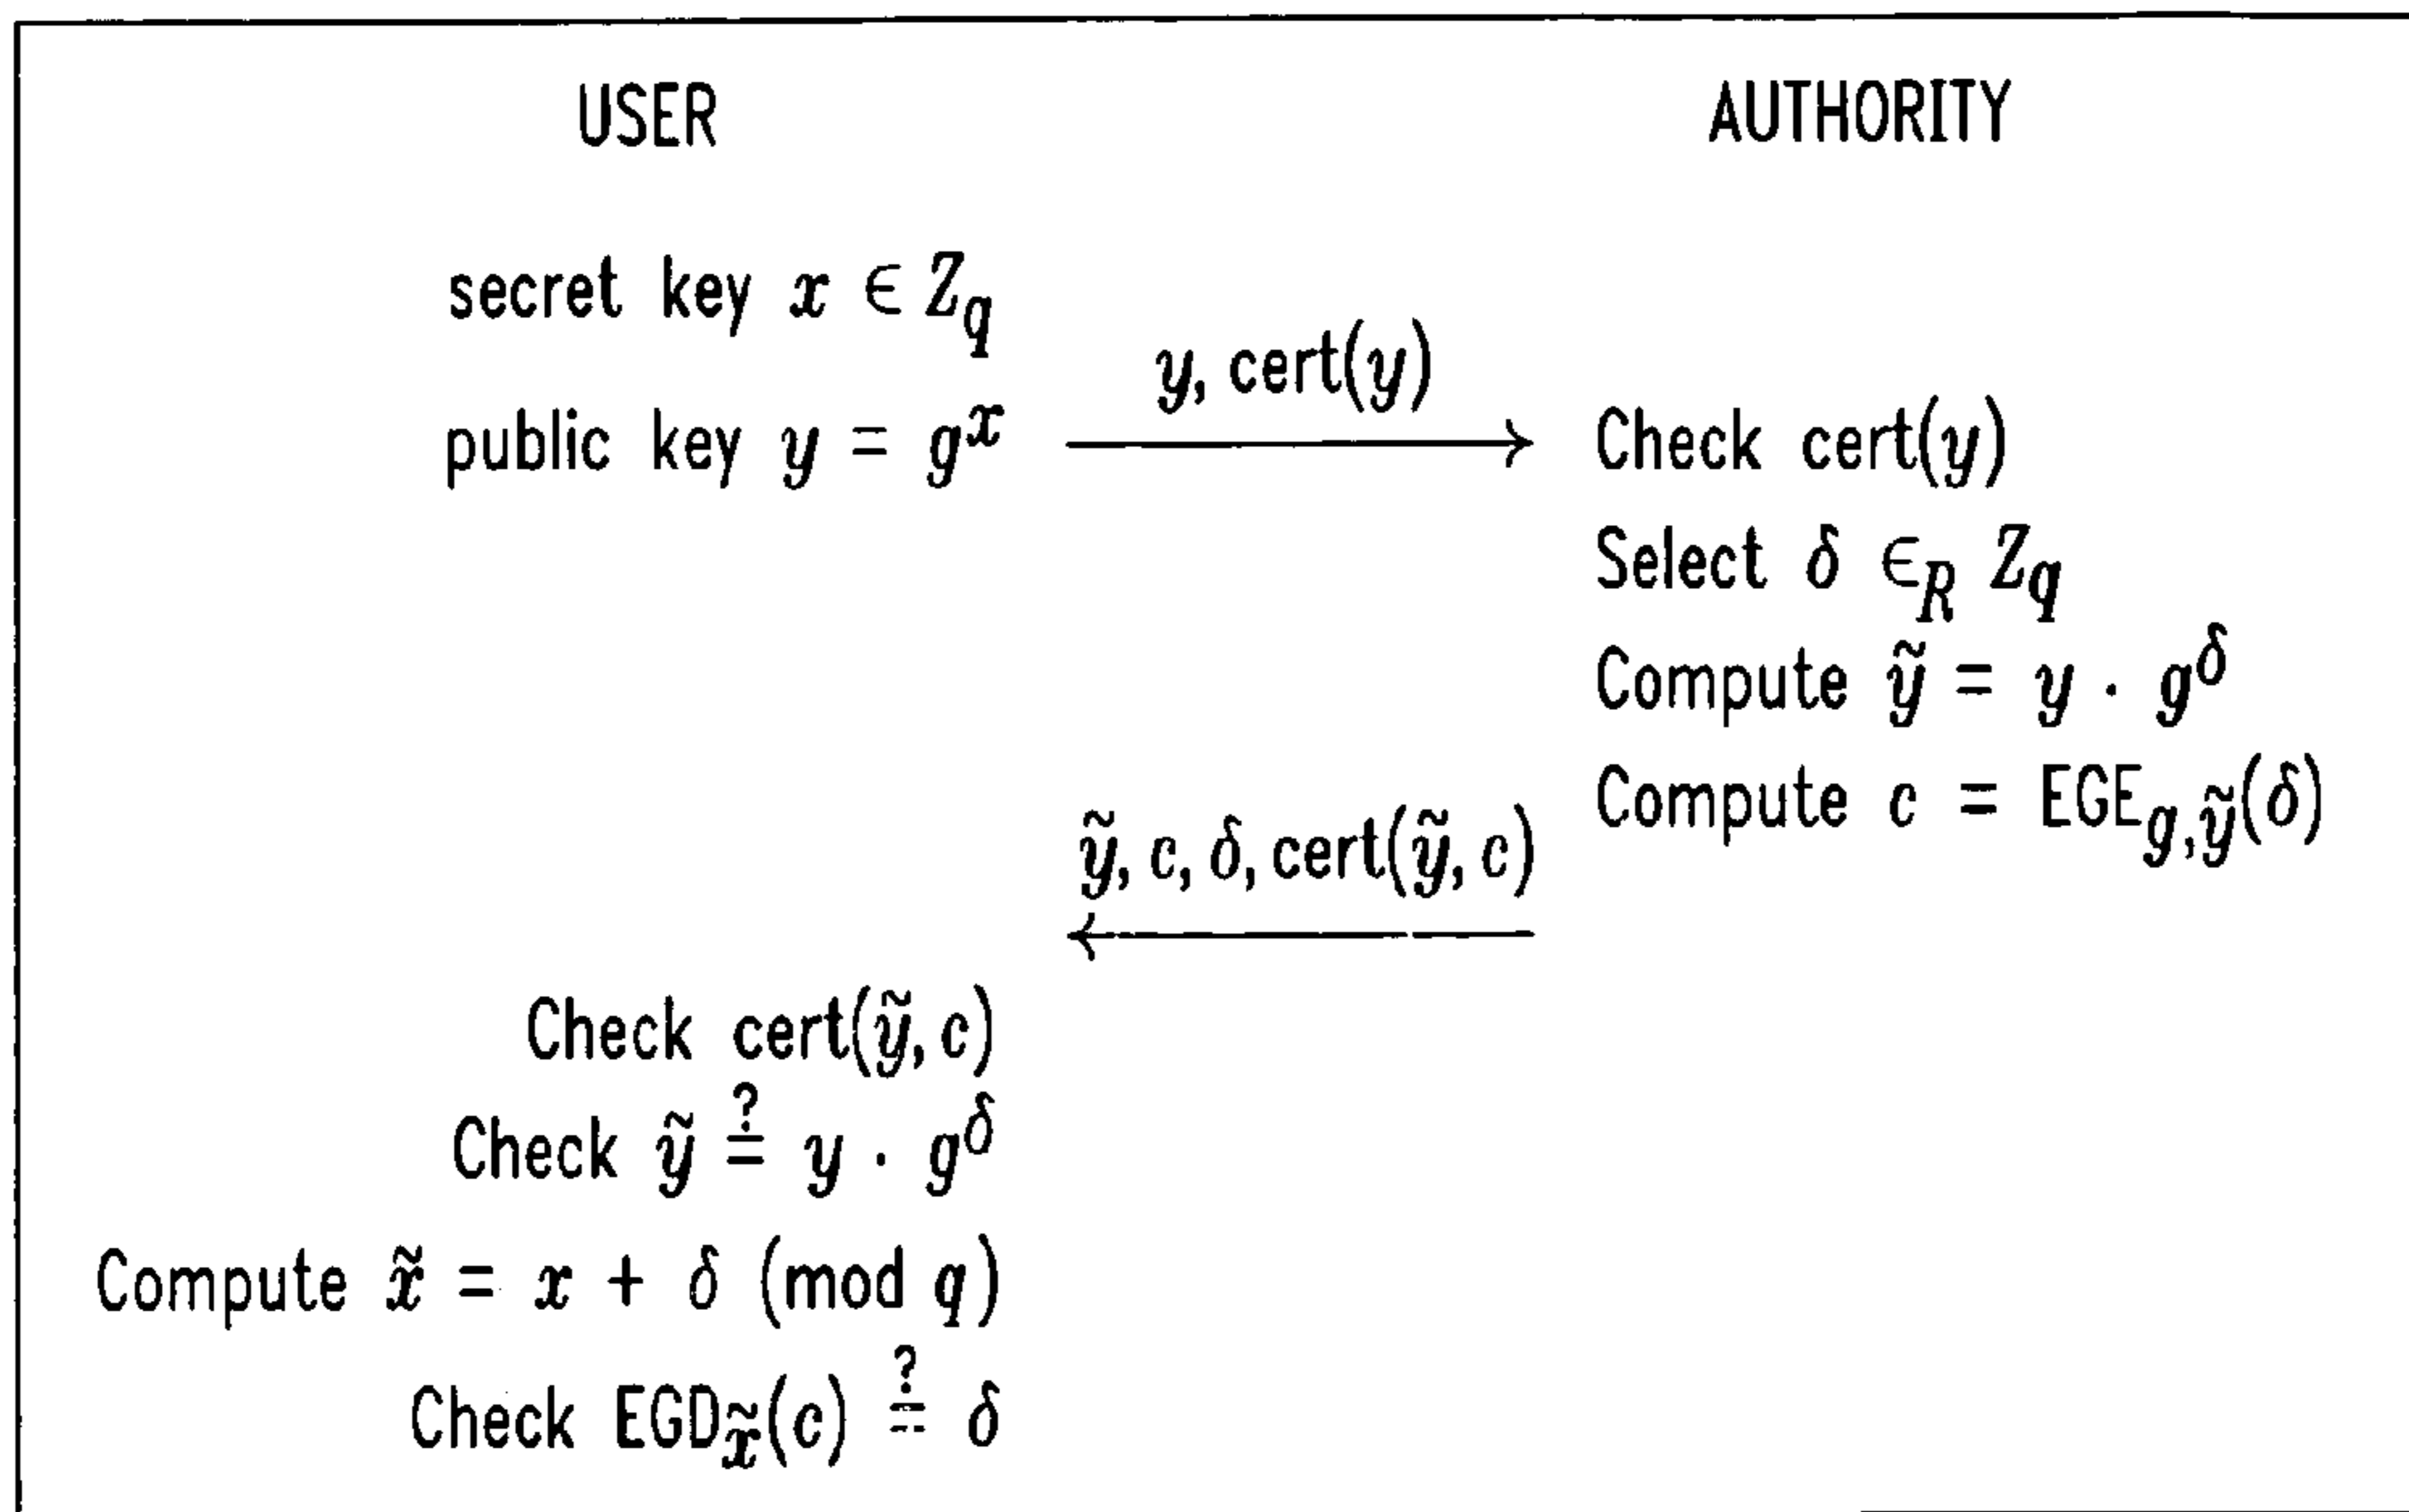 USER
AUTHORITY
secret key x ∈ Z_q
public key y = g^x
y, cert(y)
Check cert(y)
Select δ ∈_R Z_q
Compute ỹ = y · g^δ
Compute c = EGE_{g,ỹ}(δ)
ỹ, c, δ, cert(ỹ, c)
Check cert(ỹ, c)
Check ỹ ≟ y · g^δ
Compute x̃ = x + δ (mod q)
Check EGD_x̃(c) ≟ δ